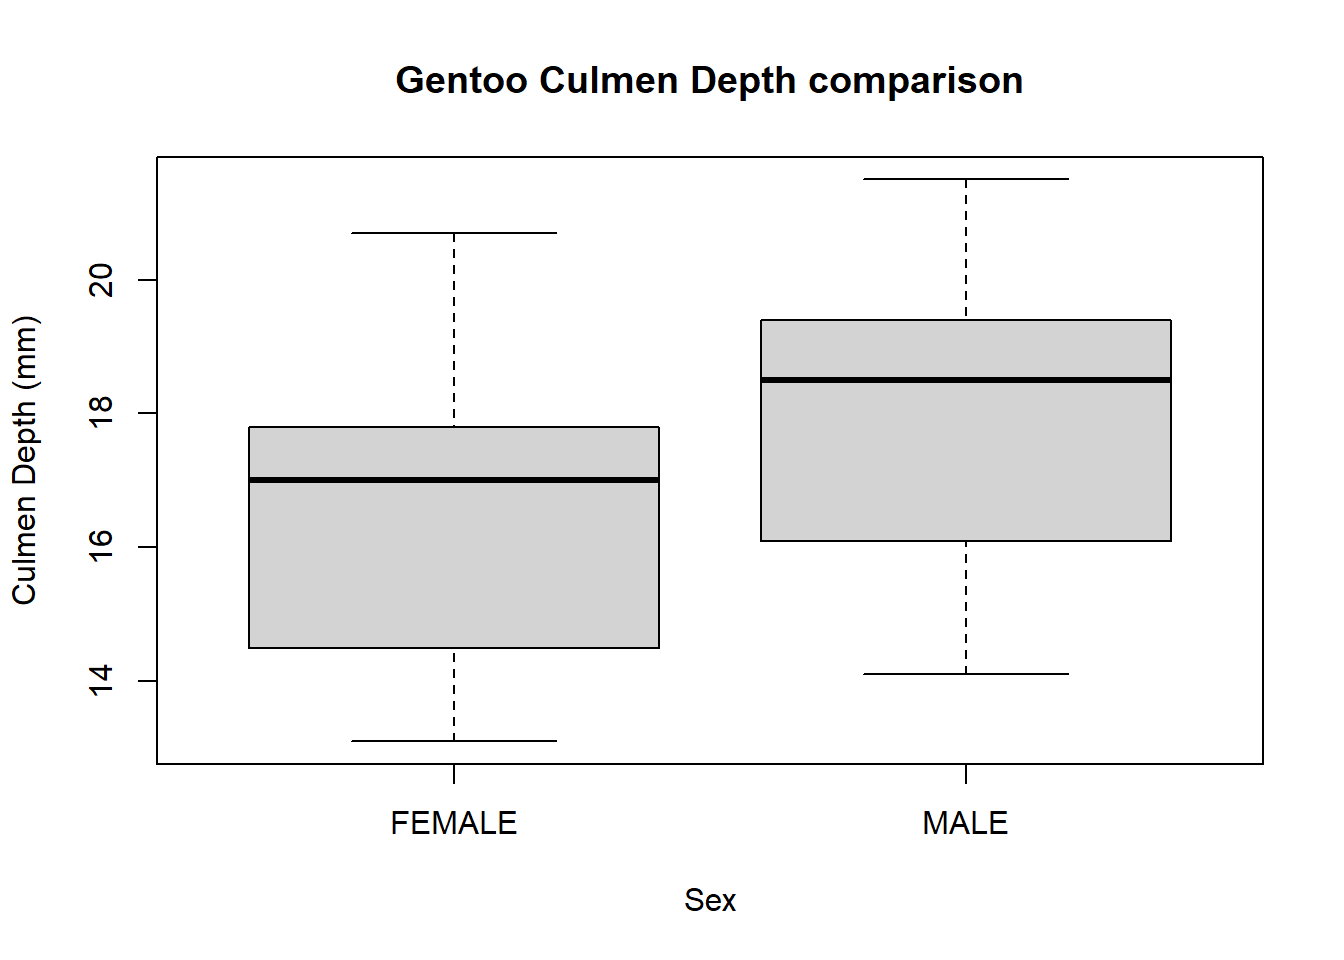 Gentoo Culmen Depth comparison
Culmen Depth (mm)
20
18
16
14
FEMALE
MALE
Sex